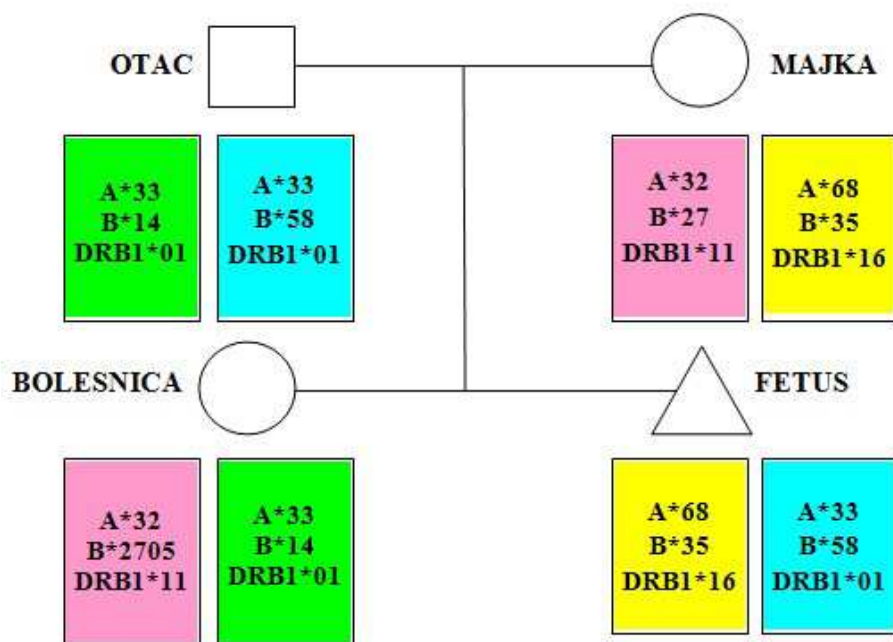 OTAC
MAJKA
A*33
B*14
DRB1*01
A*33
B*58
DRB1*01
A*32
B*27
DRB1*11
A*68
B*35
DRB1*16
BOLESNICA
FETUS
A*32
B*2705
DRB1*11
A*33
B*14
DRB1*01
A*68
B*35
DRB1*16
A*33
B*58
DRB1*01